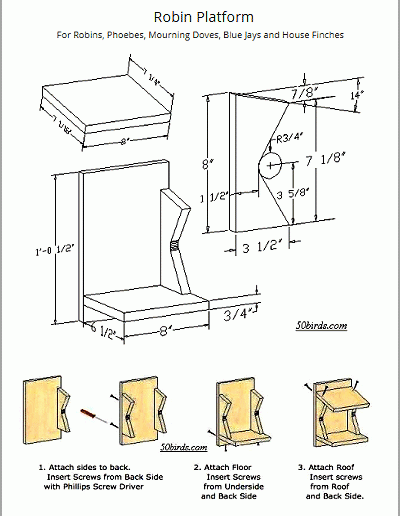 Robin Platform
For Robins, Phoebes, Mourning Doves, Blue Jays and House Finches
7 1/4"
7 1/16"
8"
7/8"
14°
R3/4"
8"
7 1/8"
1 1/2"
3 5/8"
3 1/2"
1'-0 1/2"
3/4"
1/2"
8"
50birds.com
50birds.com
1. Attach sides to back.
Insert Screws from Back Side
with Phillips Screw Driver
2. Attach Floor
Insert Screws
from Underside
and Back Side
3. Attach Roof
Insert screws
from Roof
and Back Side.